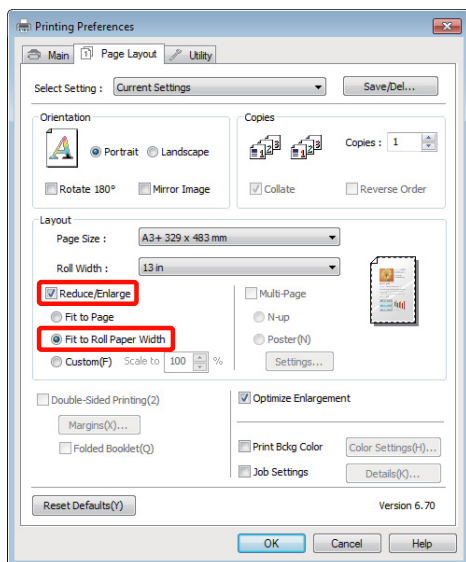 Printing Preferences
Main Page Layout Utility
Select Setting : Current Settings Save/Del...
Orientation
Portrait Landscape
Rotate 180° Mirror Image
Copies
Copies : 1
Collate Reverse Order
Layout
Page Size : A3+ 329 x 483 mm
Roll Width : 13 in
Reduce/Enlarge
Fit to Page
Fit to Roll Paper Width
Custom(F) Scale to 100 %
Multi-Page
N-up
Poster(N)
Settings...
Double-Sided Printing(2)
Margins(X)...
Folded Booklet(Q)
Optimize Enlargement
Print Bckg Color Color Settings(H)...
Job Settings Details(K)...
Reset Defaults(Y) Version 6.70
OK Cancel Help